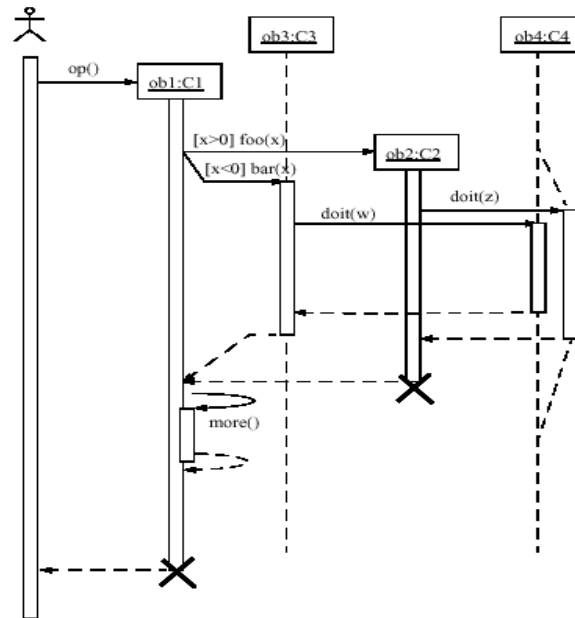 ob3:C3
ob4:C4
op()
ob1:C1
[x>0] foo(x)
ob2:C2
[x<0] bar(x)
doit(z)
doit(w)
more()